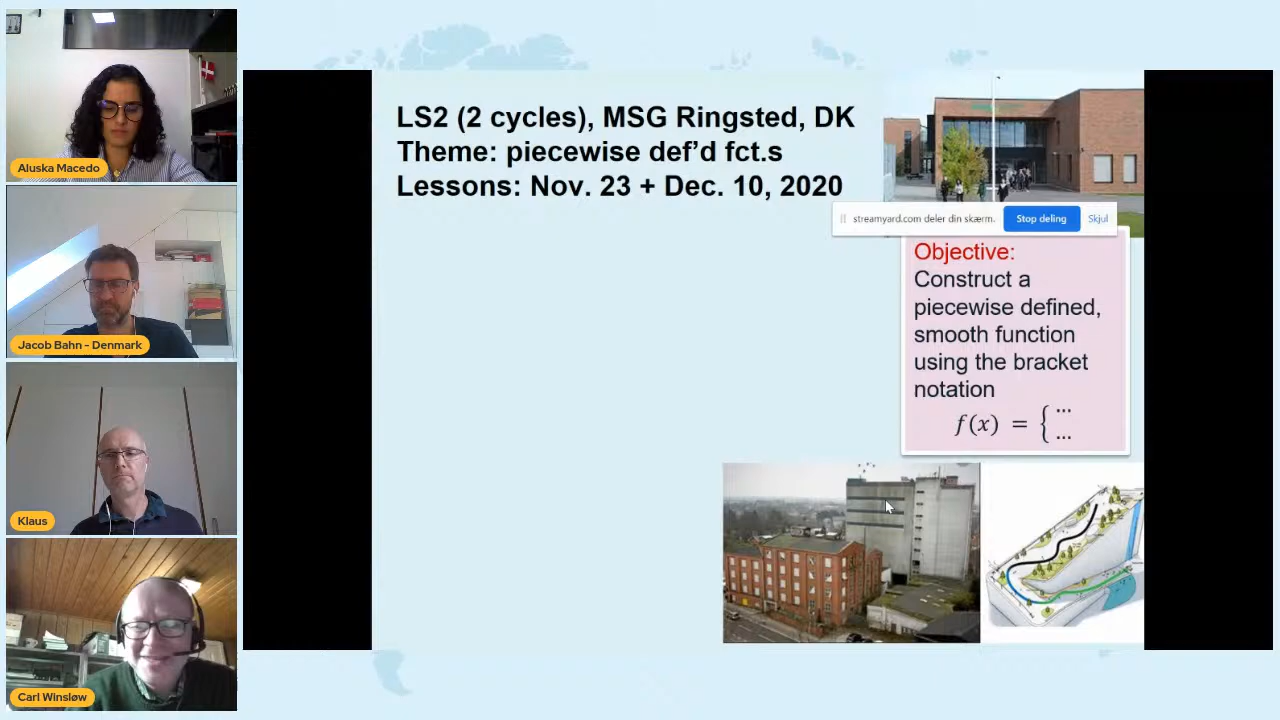 Aluska Macedo
Jacob Bahn - Denmark
Klaus
Carl Winsløw
LS2 (2 cycles), MSG Ringsted, DK
Theme: piecewise def’d fct.s
Lessons: Nov. 23 + Dec. 10, 2020
streamyard.com deler din skærm.
Stop deling
Skjul
Objective:
Construct a
piecewise defined,
smooth function
using the bracket
notation
f(x) = { ...
...